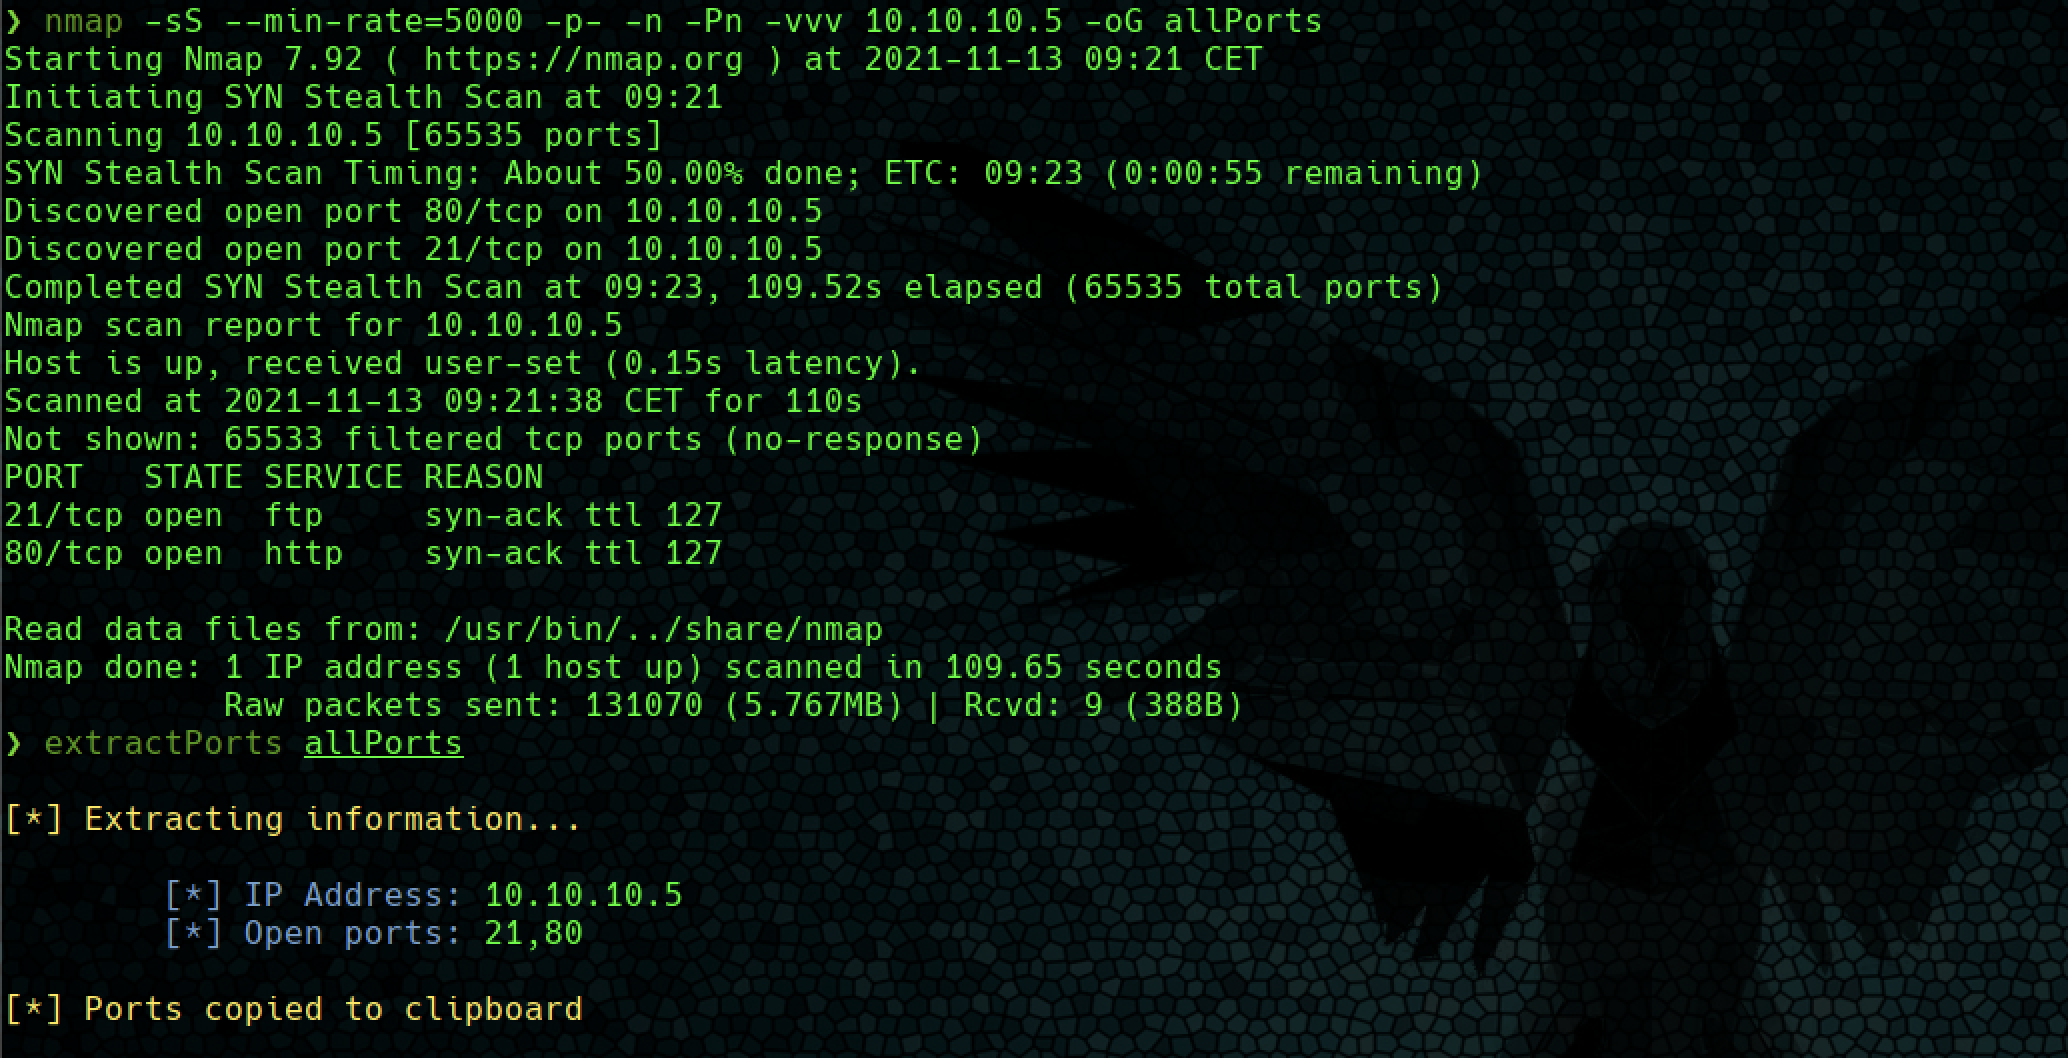 ❯ nmap -sS --min-rate=5000 -p- -n -Pn -vvv 10.10.10.5 -oG allPorts
Starting Nmap 7.92 ( https://nmap.org ) at 2021-11-13 09:21 CET
Initiating SYN Stealth Scan at 09:21
Scanning 10.10.10.5 [65535 ports]
SYN Stealth Scan Timing: About 50.00% done; ETC: 09:23 (0:00:55 remaining)
Discovered open port 80/tcp on 10.10.10.5
Discovered open port 21/tcp on 10.10.10.5
Completed SYN Stealth Scan at 09:23, 109.52s elapsed (65535 total ports)
Nmap scan report for 10.10.10.5
Host is up, received user-set (0.15s latency).
Scanned at 2021-11-13 09:21:38 CET for 110s
Not shown: 65533 filtered tcp ports (no-response)
PORT   STATE SERVICE REASON
21/tcp open  ftp     syn-ack ttl 127
80/tcp open  http    syn-ack ttl 127
Read data files from: /usr/bin/../share/nmap
Nmap done: 1 IP address (1 host up) scanned in 109.65 seconds
           Raw packets sent: 131070 (5.767MB) | Rcvd: 9 (388B)
❯ extractPorts allPorts
[*] Extracting information...
        [*] IP Address: 10.10.10.5
        [*] Open ports: 21,80
[*] Ports copied to clipboard